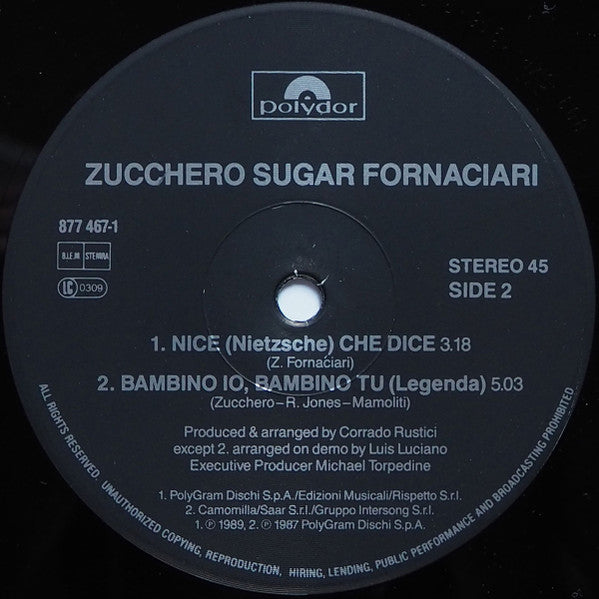 polydor
ZUCCHERO SUGAR FORNACIARI
877 467-1
B.I.E.M STEMRA
LC 0309
STEREO 45
SIDE 2
1. NICE (Nietzsche) CHE DICE 3.18
(Z. Fornaciari)
2. BAMBINO IO, BAMBINO TU (Legenda) 5.03
(Zucchero-R. Jones-Mamoliti)
Produced & arranged by Corrado Rustici
except 2. arranged on demo by Luis Luciano
Executive Producer Michael Torpedine
1. PolyGram Dischi S.p.A./Edizioni Musicali/Rispetto S.r.l.
2. Camomilla/Saar S.r.l./Gruppo Intersong S.r.l.
1. ℗ 1989, 2. ℗ 1987 PolyGram Dischi S.p.A.
ALL RIGHTS RESERVED. UNAUTHORIZED COPYING, REPRODUCTION, HIRING, LENDING, PUBLIC PERFORMANCE AND BROADCASTING PROHIBITED